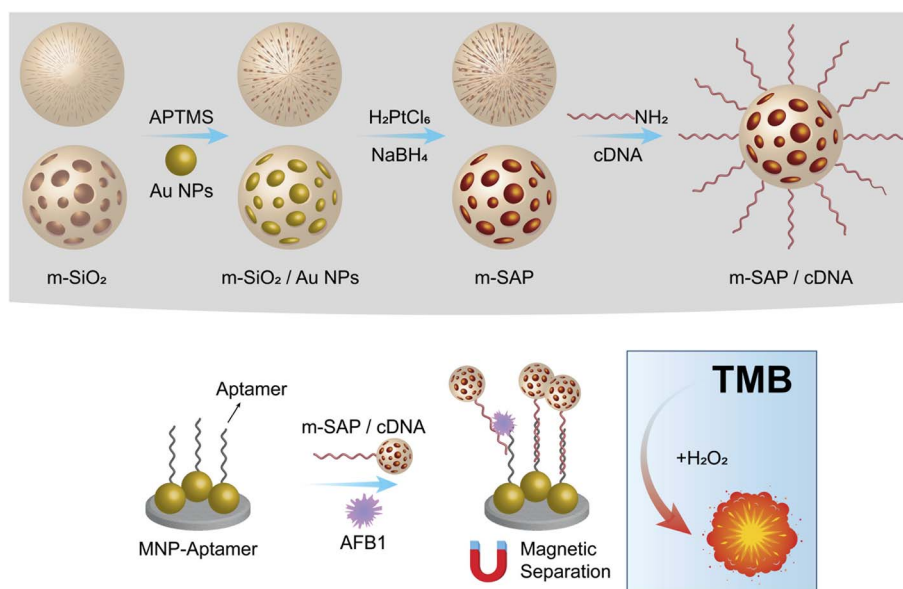 APTMS
Au NPs
H₂PtCl₆
NaBH₄
NH₂
cDNA
m-SiO₂
m-SiO₂ / Au NPs
m-SAP
m-SAP / cDNA
Aptamer
m-SAP / cDNA
AFB1
MNP-Aptamer
Magnetic
Separation
TMB
+H₂O₂